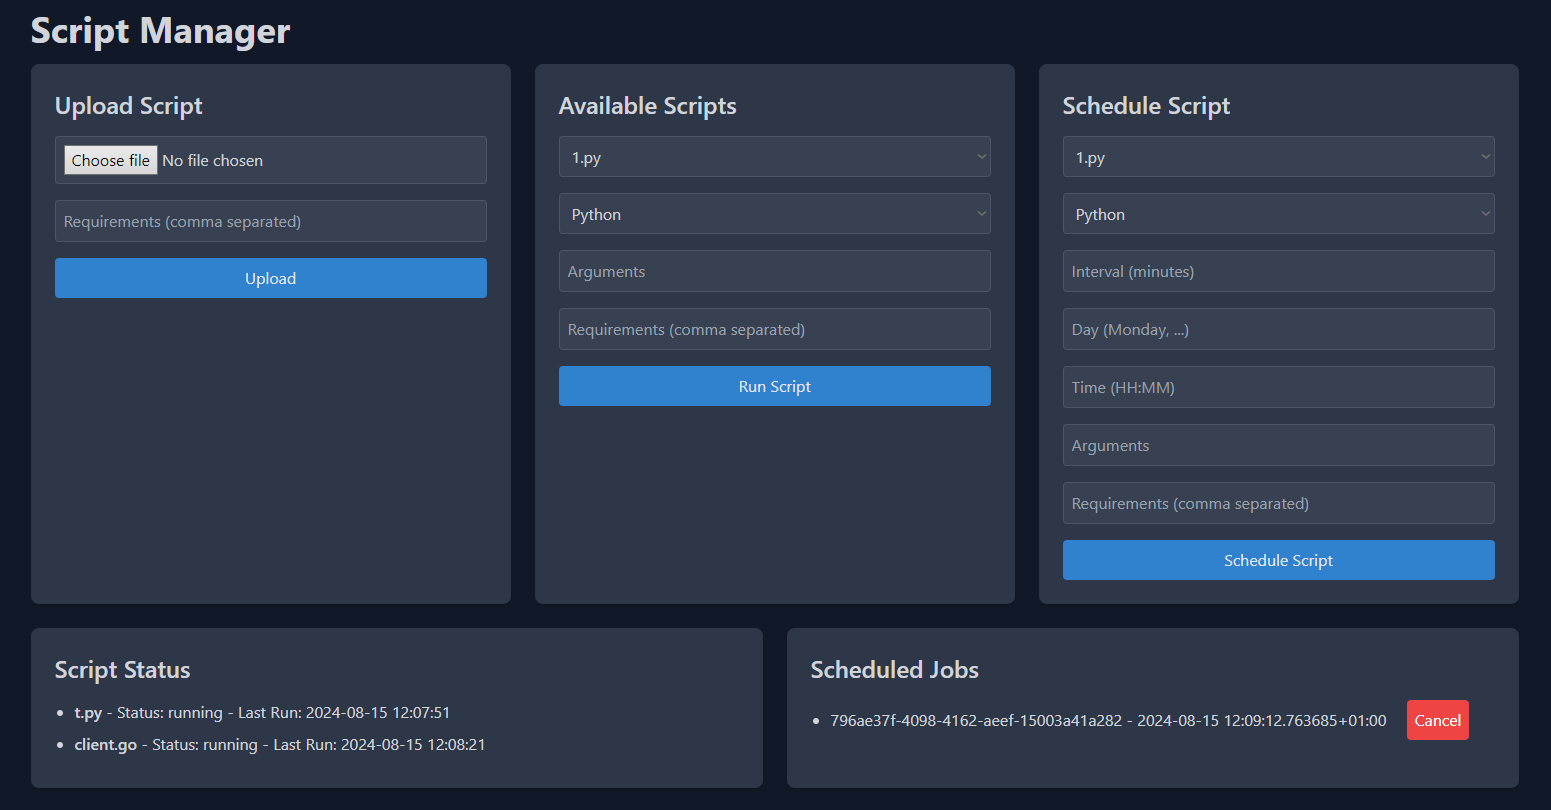 Script Manager
Upload Script
Choose file No file chosen
Requirements (comma separated)
Upload
Available Scripts
1.py
Python
Arguments
Requirements (comma separated)
Run Script
Schedule Script
1.py
Python
Interval (minutes)
Day (Monday, ...)
Time (HH:MM)
Arguments
Requirements (comma separated)
Schedule Script
Script Status
t.py - Status: running - Last Run: 2024-08-15 12:07:51
client.go - Status: running - Last Run: 2024-08-15 12:08:21
Scheduled Jobs
796ae37f-4098-4162-aeef-15003a41a282 - 2024-08-15 12:09:12.763685+01:00 Cancel